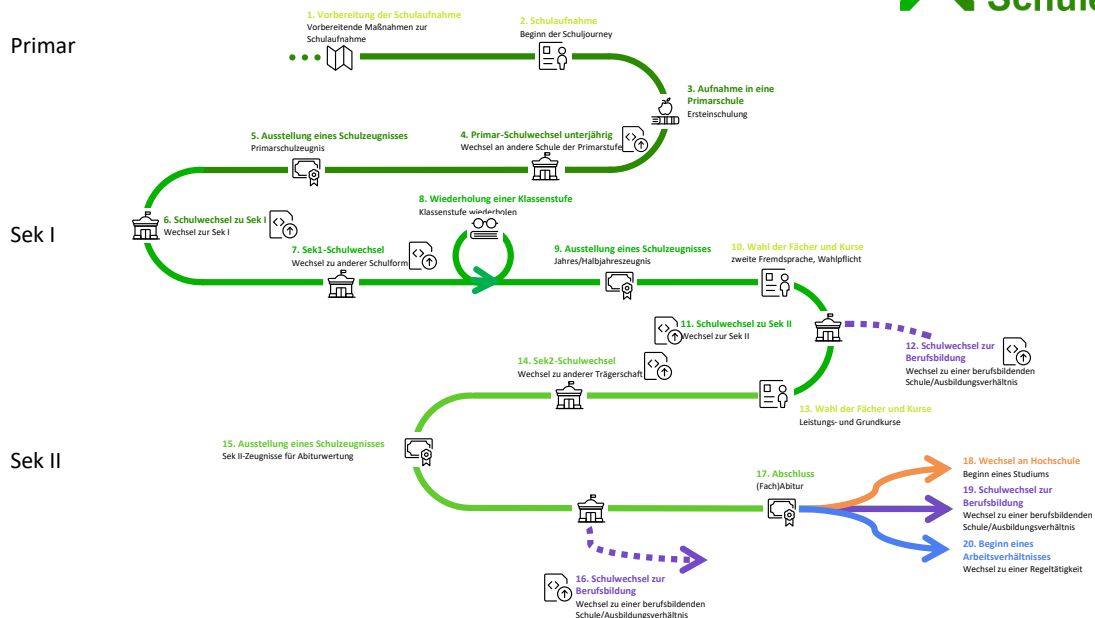 Schule
Primar
1. Vorbereitung der Schulaufnahme
Vorbereitende Maßnahmen zur
Schulaufnahme
2. Schulaufnahme
Beginn der Schuljourney
3. Aufnahme in eine
Primarschule
Ersteinschulung
4. Primar-Schulwechsel unterjährig
Wechsel an andere Schule der Primarstufe
5. Ausstellung eines Schulzeugnisses
Primarschulzeugnis
Sek I
6. Schulwechsel zu Sek I
Wechsel zur Sek I
7. Sek1-Schulwechsel
Wechsel zu anderer Schulform
8. Wiederholung einer Klassenstufe
Klassenstufe wiederholen
9. Ausstellung eines Schulzeugnisses
Jahres/Halbjahreszeugnis
10. Wahl der Fächer und Kurse
zweite Fremdsprache, Wahlpflicht
11. Schulwechsel zu Sek II
Wechsel zur Sek II
12. Schulwechsel zur
Berufsbildung
Wechsel zu einer berufsbildenden
Schule/Ausbildungsverhältnis
13. Wahl der Fächer und Kurse
Leistungs- und Grundkurse
14. Sek2-Schulwechsel
Wechsel zu anderer Trägerschaft
Sek II
15. Ausstellung eines Schulzeugnisses
Sek II-Zeugnisse für Abiturwertung
16. Schulwechsel zur
Berufsbildung
Wechsel zu einer berufsbildenden
Schule/Ausbildungsverhältnis
17. Abschluss
(Fach)Abitur
18. Wechsel an Hochschule
Beginn eines Studiums
19. Schulwechsel zur
Berufsbildung
Wechsel zu einer berufsbildenden
Schule/Ausbildungsverhältnis
20. Beginn eines
Arbeitsverhältnisses
Wechsel zu einer Regeltätigkeit